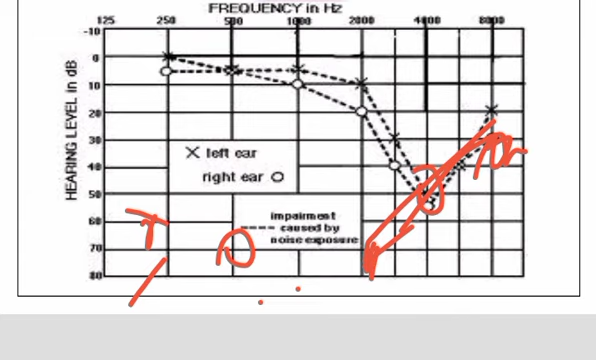 FREQUENCY in Hz
125 250 500 1000 2000 4000 8000
-10
0
10
20
30
40
50
60
70
80
HEARING LEVEL in dB
X left ear
right ear O
impairment
caused by
noise exposure